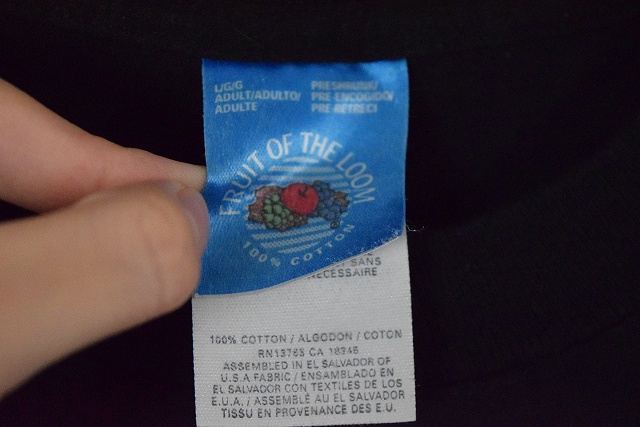 L/G/G
ADULT/ADULTO/
ADULTE
PRESHRUNK/
PRE-ENCOGIDO/
PRE-RETRECI
FRUIT OF THE LOOM
100% COTTON
SANS
NECESSAIRE
100% COTTON / ALGODON / COTON
RN13765 CA 18946
ASSEMBLED IN EL SALVADOR OF
U.S.A FABRIC / ENSAMBLADO EN
EL SALVADOR CON TEXTILES DE LOS
E.U.A. / ASSEMBLÉ AU EL SALVADOR
TISSU EN PROVENANCE DES E.U.